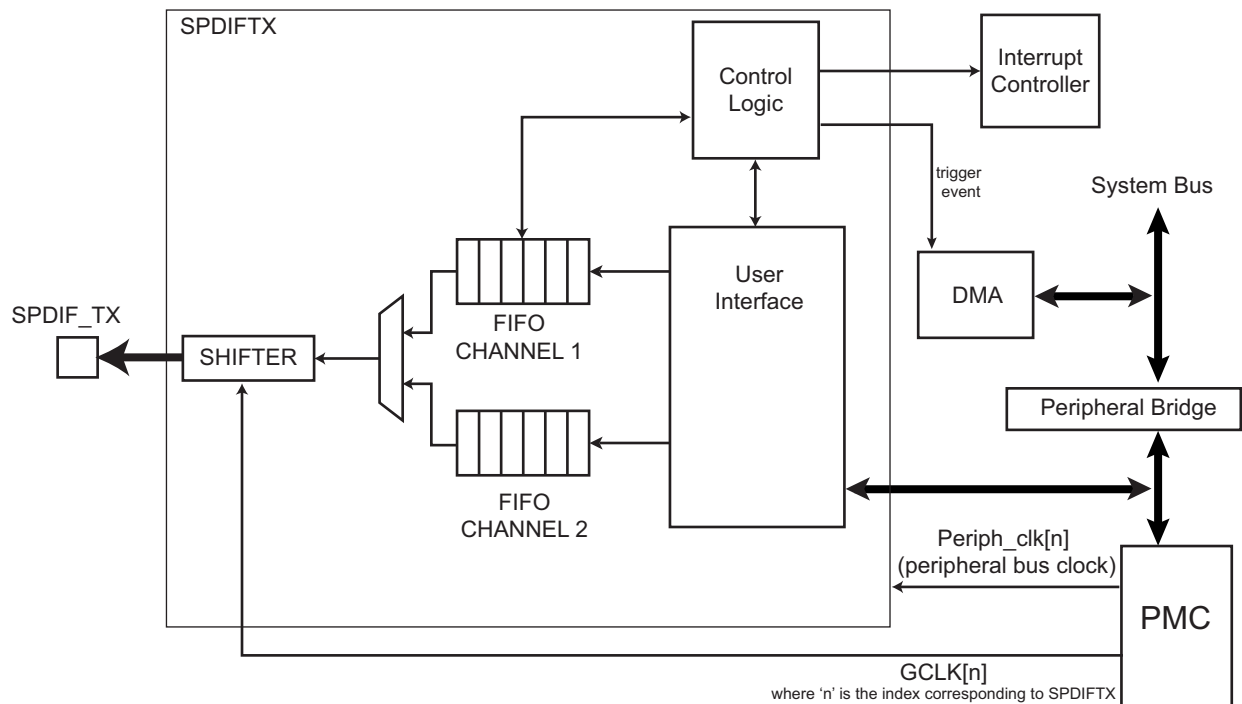 SPDIFTX
Control
Logic
Interrupt
Controller
trigger
event
System Bus
User
Interface
DMA
SPDIF_TX
FIFO
CHANNEL 1
SHIFTER
Peripheral Bridge
FIFO
CHANNEL 2
Periph_clk[n]
(peripheral bus clock)
PMC
GCLK[n]
where ‘n’ is the index corresponding to SPDIFTX